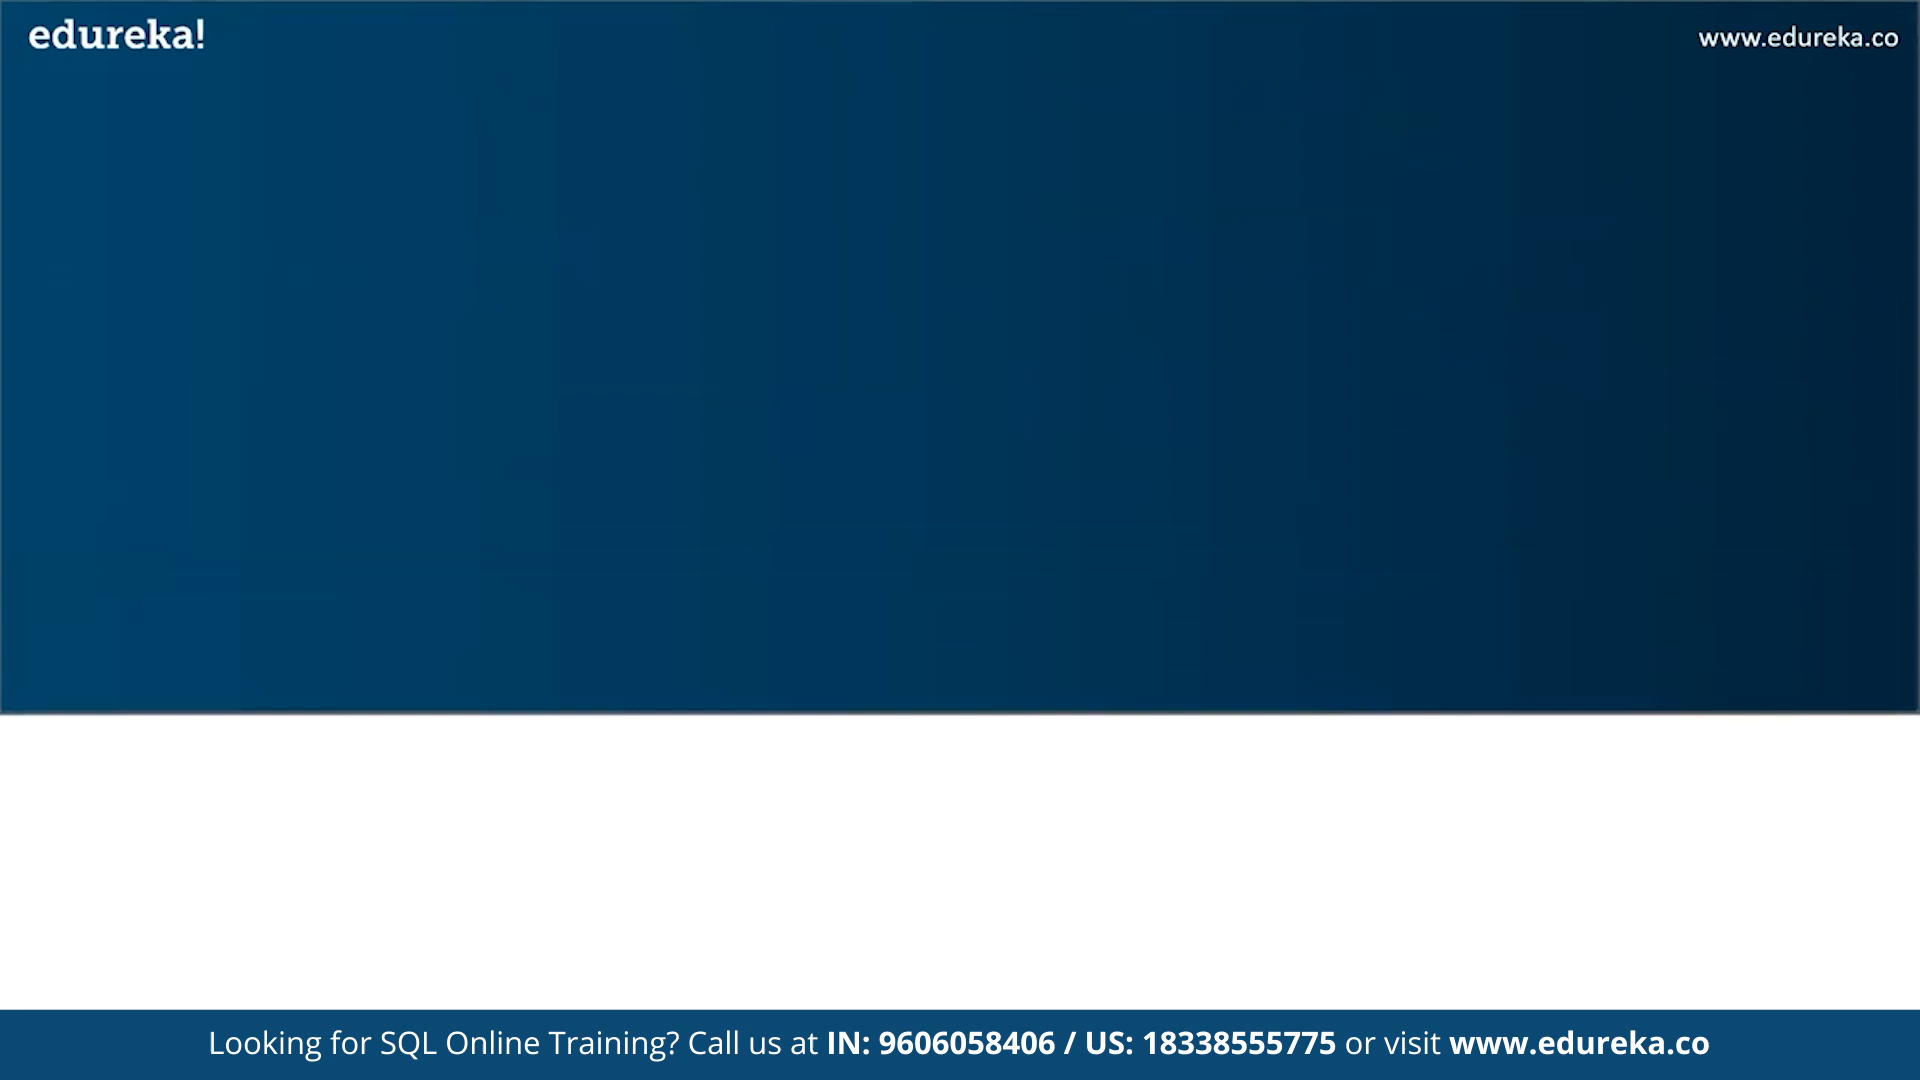 edureka!
www.edureka.co
Looking for SQL Online Training? Call us at IN: 9606058406 / US: 18338555775 or visit www.edureka.co